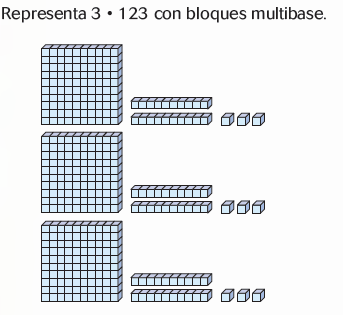 Representa 3 • 123 con bloques multibase.